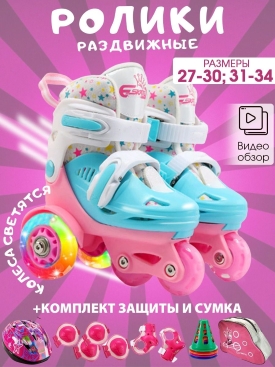 РОЛИКИ
РАЗДВИЖНЫЕ
РАЗМЕРЫ
27-30; 31-34
Видео
обзор
КОЛЕСА СВЕТЯТСЯ
+КОМПЛЕКТ ЗАЩИТЫ И СУМКА